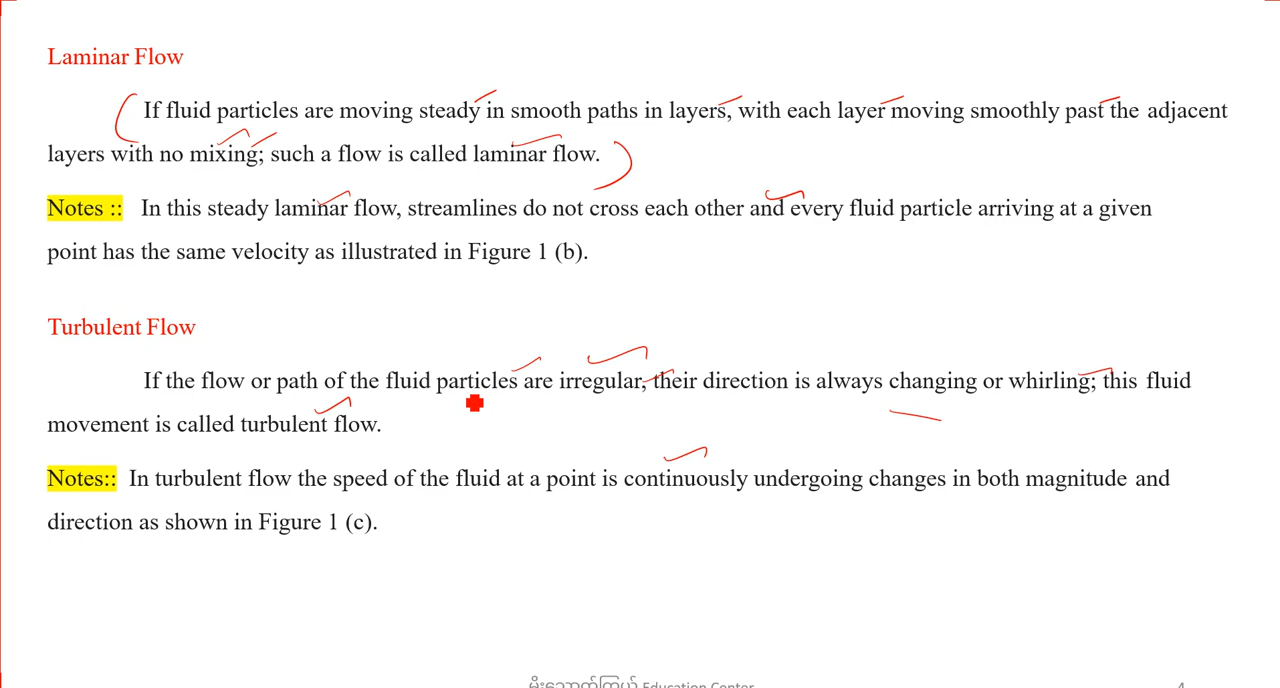 Laminar Flow
If fluid particles are moving steady in smooth paths in layers, with each layer moving smoothly past the adjacent
layers with no mixing; such a flow is called laminar flow.
Notes :: In this steady laminar flow, streamlines do not cross each other and every fluid particle arriving at a given
point has the same velocity as illustrated in Figure 1 (b).
Turbulent Flow
If the flow or path of the fluid particles are irregular, their direction is always changing or whirling; this fluid
movement is called turbulent flow.
Notes:: In turbulent flow the speed of the fluid at a point is continuously undergoing changes in both magnitude and
direction as shown in Figure 1 (c).
Education Center
4